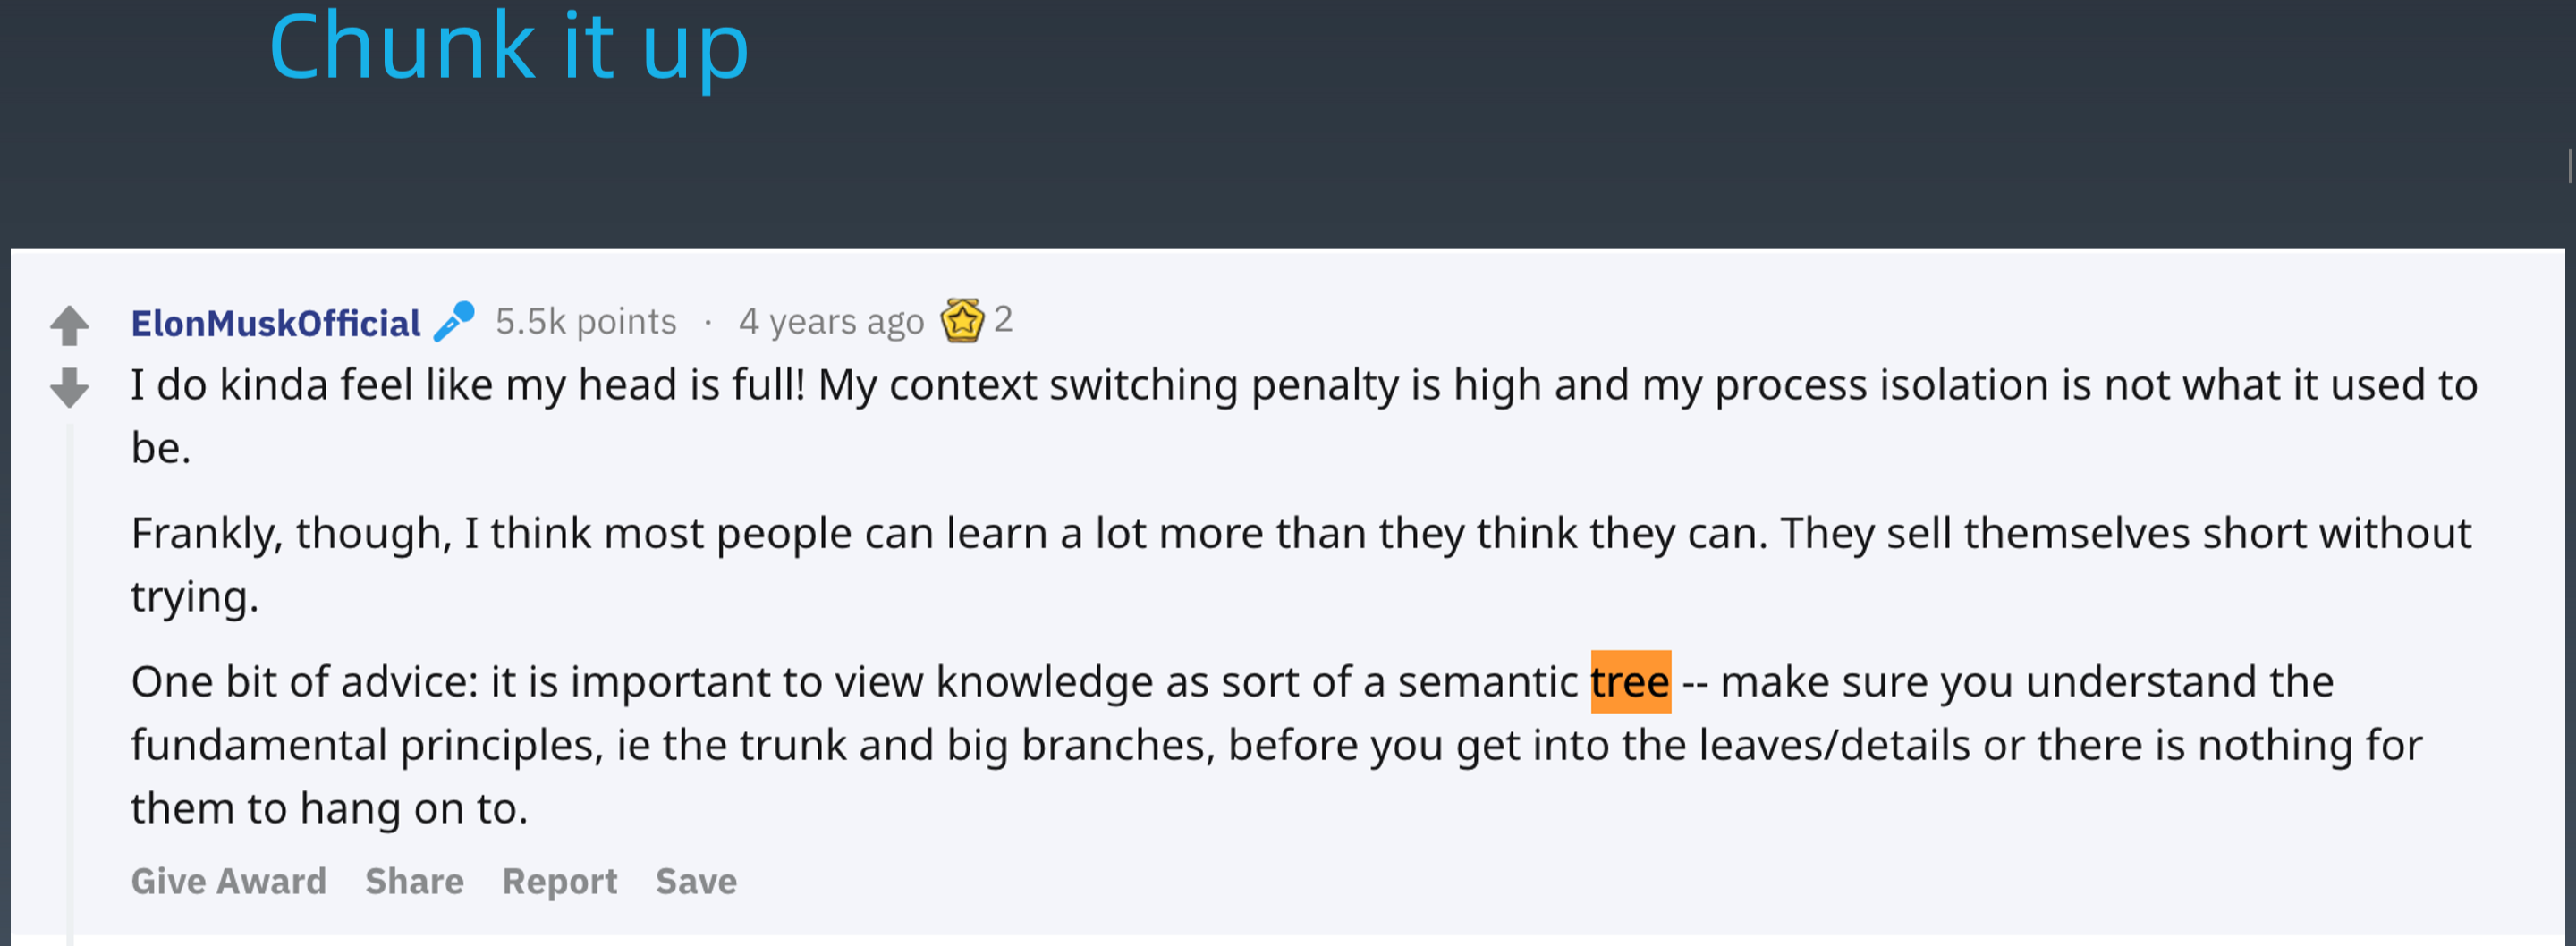 Chunk it up
ElonMuskOfficial 5.5k points · 4 years ago 2
I do kinda feel like my head is full! My context switching penalty is high and my process isolation is not what it used to
be.
Frankly, though, I think most people can learn a lot more than they think they can. They sell themselves short without
trying.
One bit of advice: it is important to view knowledge as sort of a semantic tree -- make sure you understand the
fundamental principles, ie the trunk and big branches, before you get into the leaves/details or there is nothing for
them to hang on to.
Give Award Share Report Save